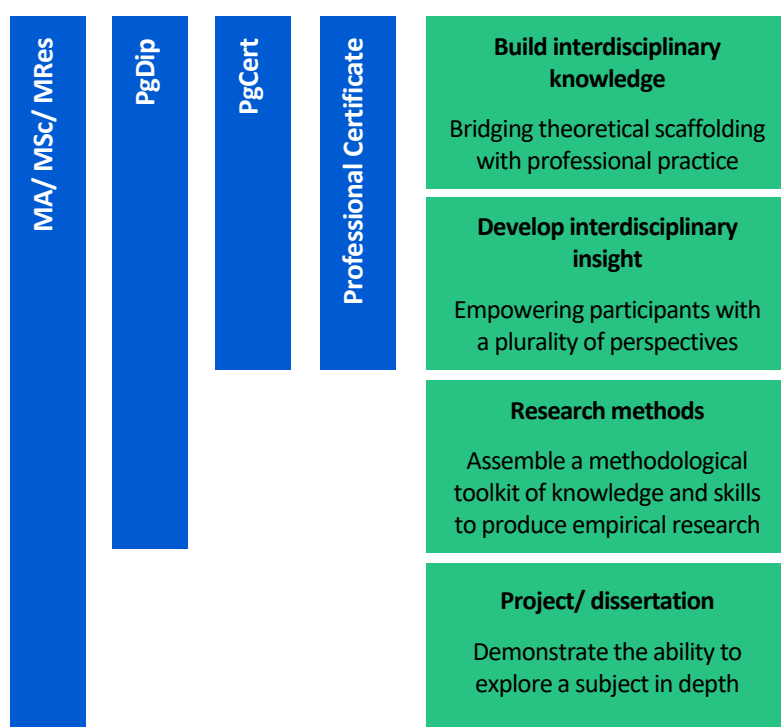 MA/ MSc/ MRes
PgDip
PgCert
Professional Certificate
Build interdisciplinary
knowledge
Bridging theoretical scaffolding
with professional practice
Develop interdisciplinary
insight
Empowering participants with
a plurality of perspectives
Research methods
Assemble a methodological
toolkit of knowledge and skills
to produce empirical research
Project/ dissertation
Demonstrate the ability to
explore a subject in depth